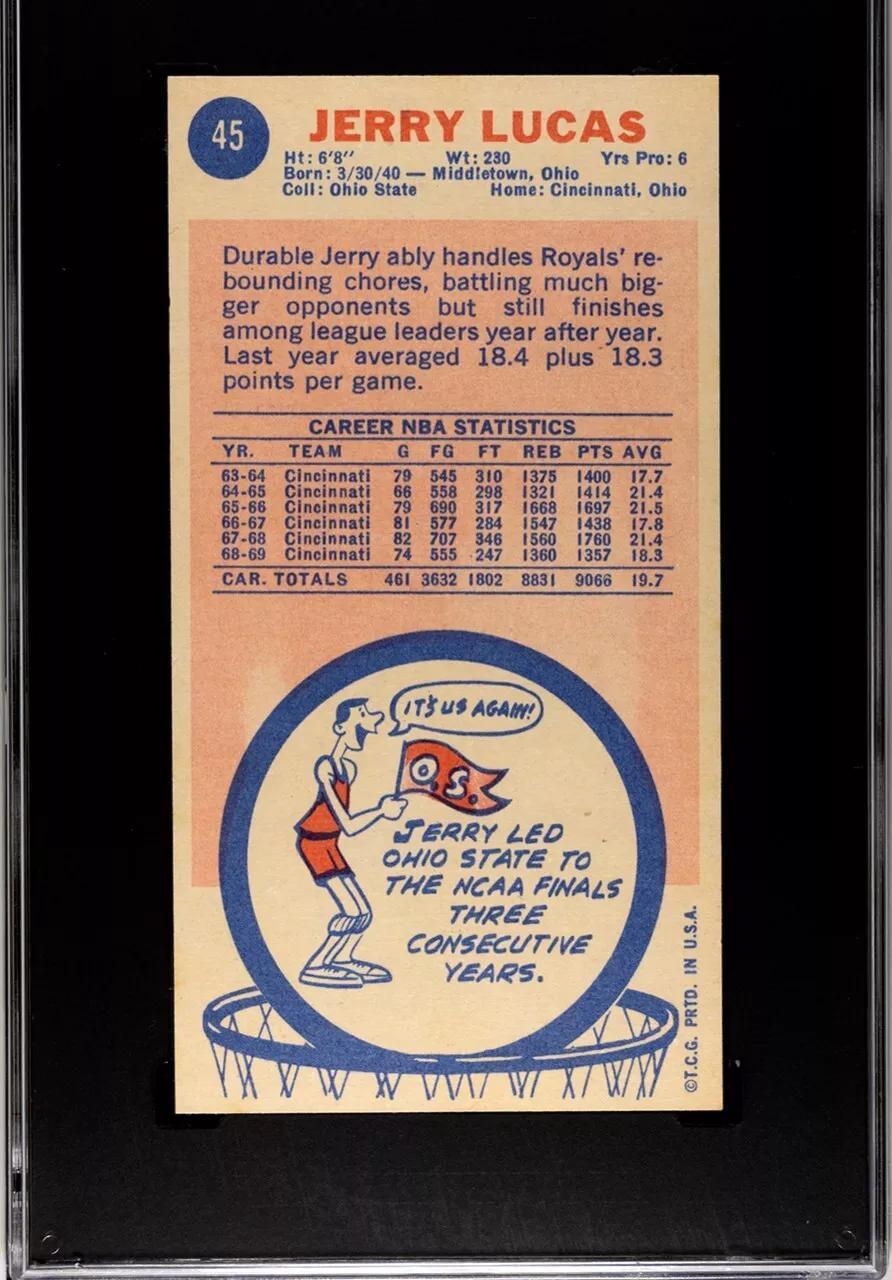 45
JERRY LUCAS
Ht: 6'8" Wt: 230 Yrs Pro: 6
Born: 3/30/40 — Middletown, Ohio
Coll: Ohio State Home: Cincinnati, Ohio
Durable Jerry ably handles Royals' re-
bounding chores, battling much big-
ger opponents but still finishes
among league leaders year after year.
Last year averaged 18.4 plus 18.3
points per game.
CAREER NBA STATISTICS
YR. TEAM G FG FT REB PTS AVG
63-64 Cincinnati 79 545 310 1375 1400 17.7
64-65 Cincinnati 66 558 298 1321 1414 21.4
65-66 Cincinnati 79 690 317 1668 1697 21.5
66-67 Cincinnati 81 577 284 1547 1438 17.8
67-68 Cincinnati 82 707 346 1560 1760 21.4
68-69 Cincinnati 74 555 247 1360 1357 18.3
CAR. TOTALS 461 3632 1802 8831 9066 19.7
IT'S US AGAIN!
O.S.
JERRY LED
OHIO STATE TO
THE NCAA FINALS
THREE
CONSECUTIVE
YEARS.
©T.C.G. PRTD. IN U.S.A.